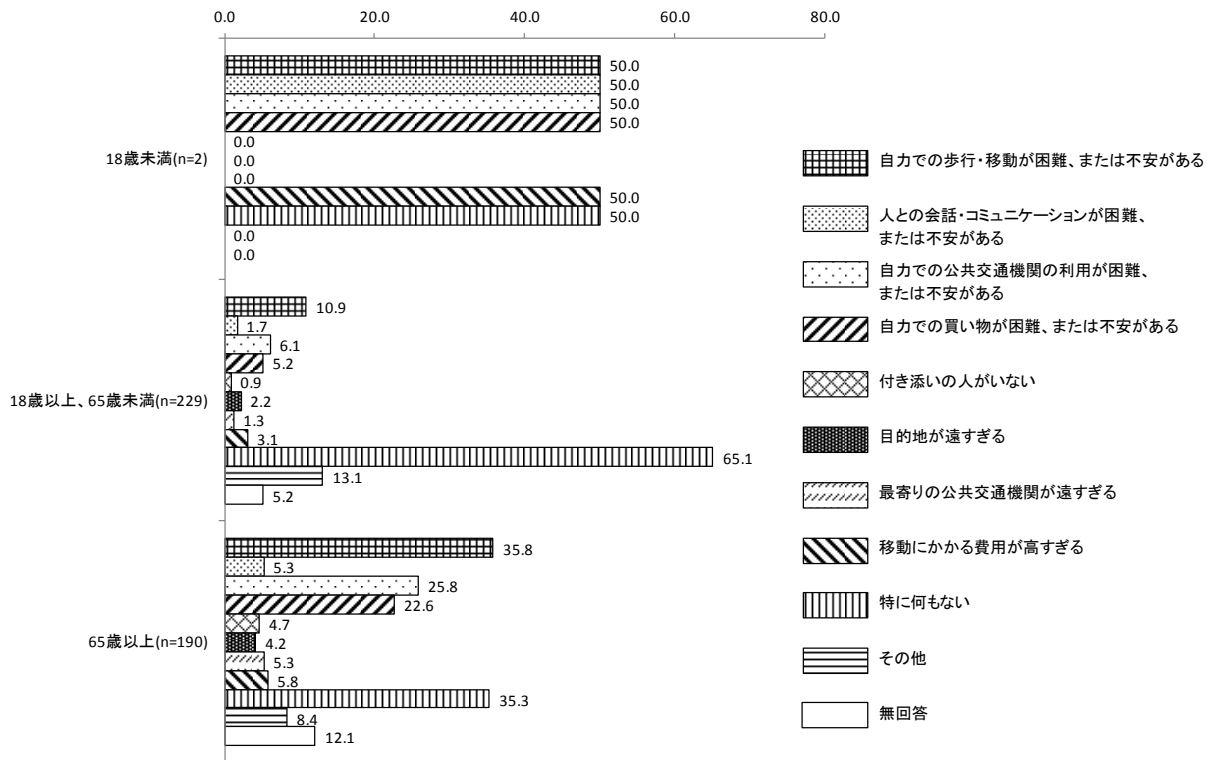 0.0 20.0 40.0 60.0 80.0
18歳未満(n=2)
50.0
50.0
50.0
50.0
0.0
0.0
0.0
50.0
50.0
0.0
0.0
18歳以上、65歳未満(n=229)
10.9
1.7
6.1
5.2
0.9
2.2
1.3
3.1
65.1
13.1
5.2
65歳以上(n=190)
35.8
5.3
25.8
22.6
4.7
4.2
5.3
5.8
35.3
8.4
12.1
自力での歩行・移動が困難、または不安がある
人との会話・コミュニケーションが困難、
または不安がある
自力での公共交通機関の利用が困難、
または不安がある
自力での買い物が困難、または不安がある
付き添いの人がいない
目的地が遠すぎる
最寄りの公共交通機関が遠すぎる
移動にかかる費用が高すぎる
特に何もない
その他
無回答